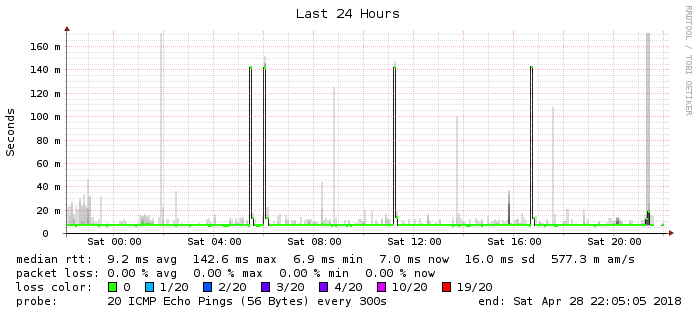 Last 24 Hours
RRDTOOL / TOBI OETIKER
Seconds
160 m
140 m
120 m
100 m
80 m
60 m
40 m
20 m
0
Sat 00:00 Sat 04:00 Sat 08:00 Sat 12:00 Sat 16:00 Sat 20:00
median rtt: 9.2 ms avg 142.6 ms max 6.9 ms min 7.0 ms now 16.0 ms sd 577.3 m am/s
packet loss: 0.00 % avg 0.00 % max 0.00 % min 0.00 % now
loss color: 0 1/20 2/20 3/20 4/20 10/20 19/20
probe: 20 ICMP Echo Pings (56 Bytes) every 300s end: Sat Apr 28 22:05:05 2018